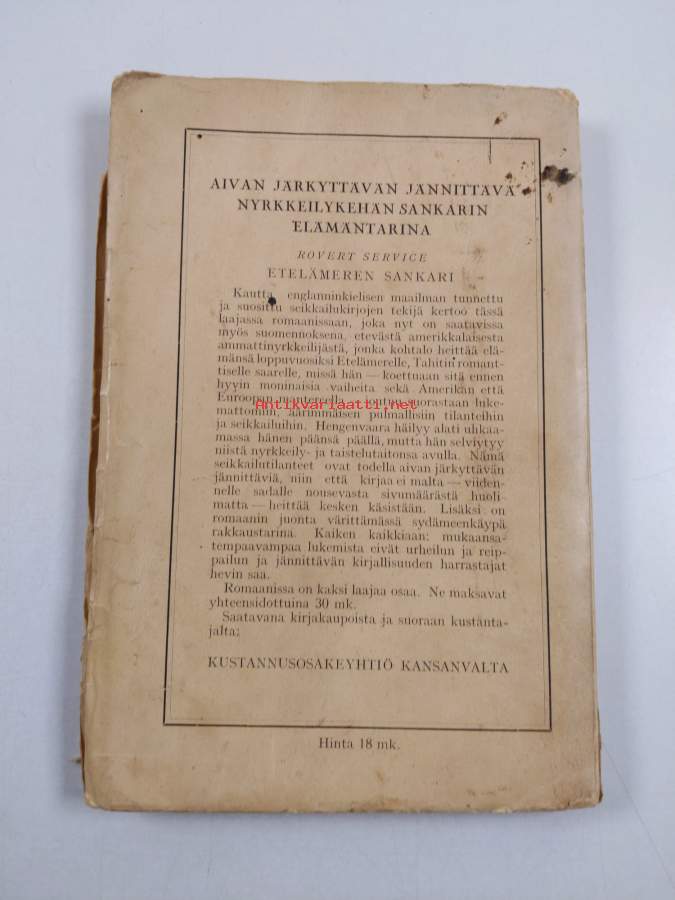 AIVAN JÄRKYTTÄVÄN JÄNNITTÄVÄ
NYRKKEILYKEHÄN SANKARIN
ELÄMÄNTARINA
ROVERT SERVICE
ETELÄMEREN SANKARI
Kautta englanninkielisen maailman tunnettu
ja suosittu seikkailukirjojen tekijä kertoo tässä
laajassa romaanissaan, joka nyt on saatavissa
myös suomennoksena, etevästä amerikkalaisesta
ammattinyrkkeilijästä, jonka kohtalo heittää elä-
mänsä loppuvuosiksi Etelämerelle, Tahitin romant-
tiselle saarelle, missä hän — koettuaan sitä ennen
hyvin moninaisia vaiheita sekä Amerikan että
Euroopan mantereella — joutuu suorastaan luke-
Antikvariaatti.net
mattomiin, äärimmäisen pulmallisiin tilanteihin
ja seikkailuihin. Hengenvaara häilyy alati uhkaa-
massa hänen päänsä päällä, mutta hän selviytyy
niistä nyrkkeily- ja taistelutaitonsa avulla. Nämä
seikkailutilanteet ovat todella aivan järkyttävän
jännittäviä, niin että kirjaa ei malta — viiden-
nelle sadalle nousevasta sivumäärästä huoli-
matta — heittää kesken käsistään. Lisäksi on
romaanin juonta värittämässä sydämeenkäypä
rakkaustarina. Kaiken kaikkiaan: mukaansa-
tempaavampaa lukemista eivät urheilun ja reip-
pailun ja jännittävän kirjallisuuden harrastajat
hevin saa.
Romaanissa on kaksi laajaa osaa. Ne maksavat
yhteensidottuina 30 mk.
Saatavana kirjakaupoista ja suoraan kustanta-
jalta:
KUSTANNUSOSAKEYHTIÖ KANSANVALTA
Hinta 18 mk.